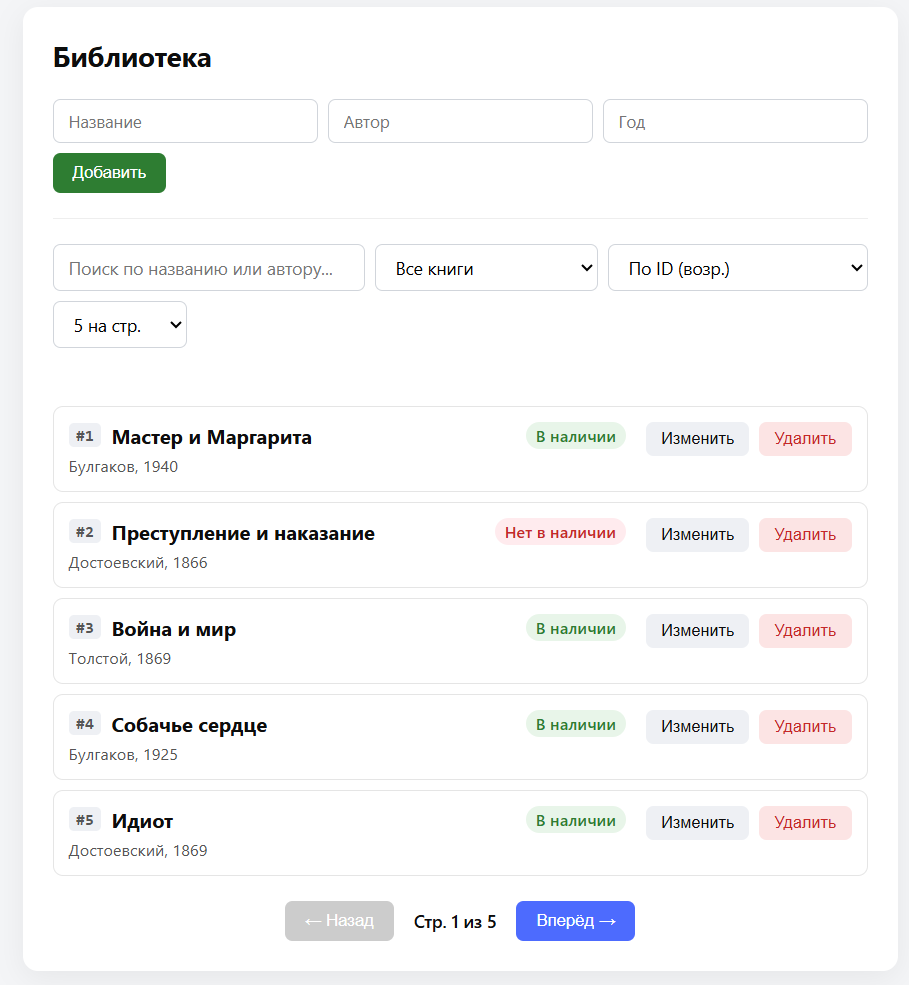 Библиотека
Название Автор Год
Добавить
Поиск по названию или автору... Все книги По ID (возр.)
5 на стр.
#1 Мастер и Маргарита В наличии Изменить Удалить
Булгаков, 1940
#2 Преступление и наказание Нет в наличии Изменить Удалить
Достоевский, 1866
#3 Война и мир В наличии Изменить Удалить
Толстой, 1869
#4 Собачье сердце В наличии Изменить Удалить
Булгаков, 1925
#5 Идиот В наличии Изменить Удалить
Достоевский, 1869
← Назад Стр. 1 из 5 Вперёд →